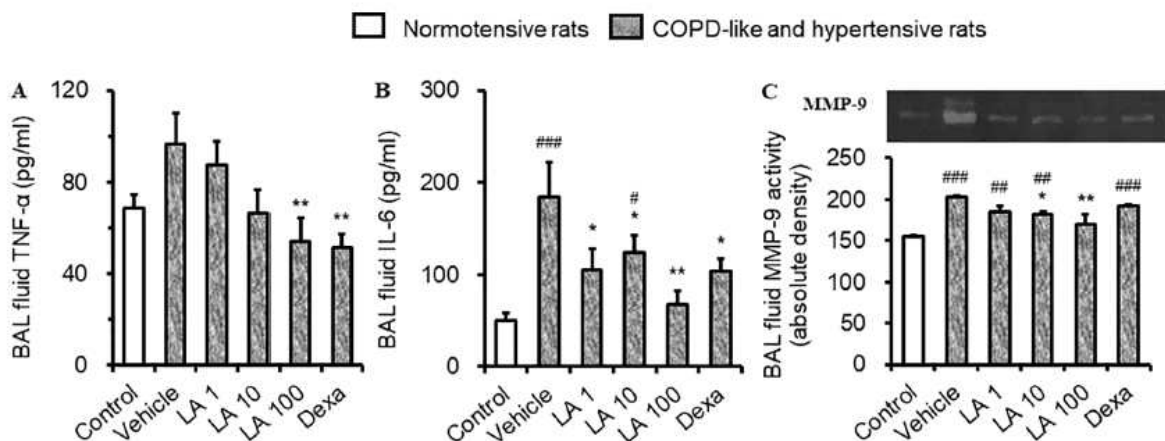 Normotensive rats
COPD-like and hypertensive rats
A
BAL fluid TNF-α (pg/ml)
120
80
40
0
**
**
Control
Vehicle
LA 1
LA 10
LA 100
Dexa
B
BAL fluid IL-6 (pg/ml)
300
200
100
0
###
*
#
*
**
*
Control
Vehicle
LA 1
LA 10
LA 100
Dexa
C
MMP-9
BAL fluid MMP-9 activity
(absolute density)
250
200
150
100
50
0
###
##
##
*
**
###
Control
Vehicle
LA 1
LA 10
LA 100
Dexa